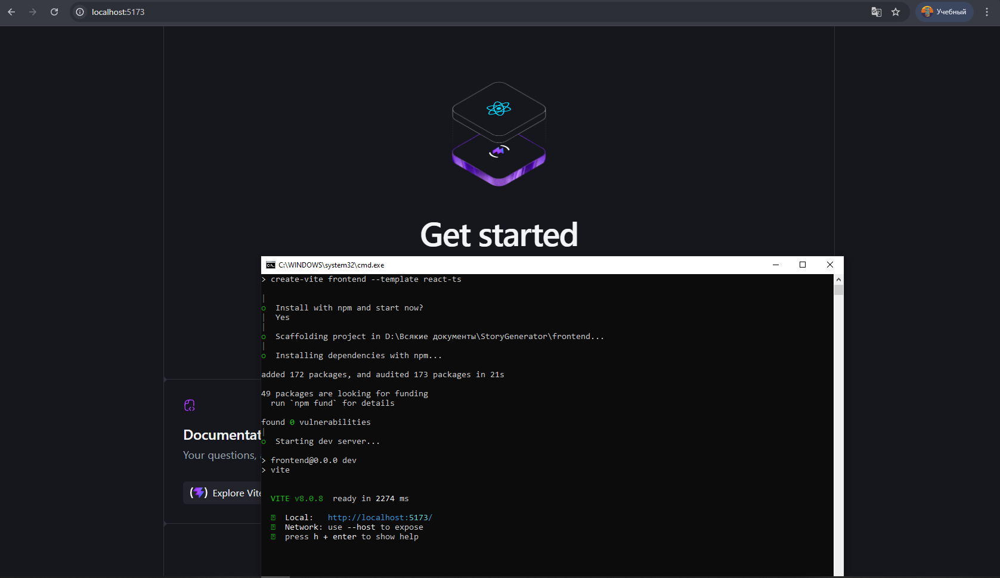 localhost:5173
Учебный
Get started
C:\WINDOWS\system32\cmd.exe
> create-vite frontend --template react-ts
o Install with npm and start now?
Yes
o Scaffolding project in D:\Всякие документы\StoryGenerator\frontend...
o Installing dependencies with npm...
added 172 packages, and audited 173 packages in 21s
49 packages are looking for funding
run `npm fund` for details
found 0 vulnerabilities
o Starting dev server...
> frontend@0.0.0 dev
> vite
VITE v8.0.8 ready in 2274 ms
Local: http://localhost:5173/
Network: use --host to expose
press h + enter to show help
Documentat
Your questions,
Explore Vite